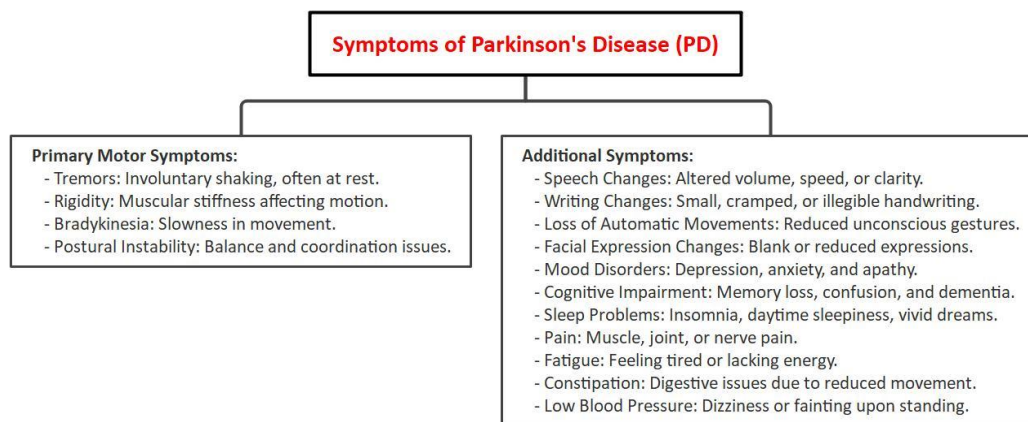 Symptoms of Parkinson's Disease (PD)
Primary Motor Symptoms:
- Tremors: Involuntary shaking, often at rest.
- Rigidity: Muscular stiffness affecting motion.
- Bradykinesia: Slowness in movement.
- Postural Instability: Balance and coordination issues.
Additional Symptoms:
- Speech Changes: Altered volume, speed, or clarity.
- Writing Changes: Small, cramped, or illegible handwriting.
- Loss of Automatic Movements: Reduced unconscious gestures.
- Facial Expression Changes: Blank or reduced expressions.
- Mood Disorders: Depression, anxiety, and apathy.
- Cognitive Impairment: Memory loss, confusion, and dementia.
- Sleep Problems: Insomnia, daytime sleepiness, vivid dreams.
- Pain: Muscle, joint, or nerve pain.
- Fatigue: Feeling tired or lacking energy.
- Constipation: Digestive issues due to reduced movement.
- Low Blood Pressure: Dizziness or fainting upon standing.